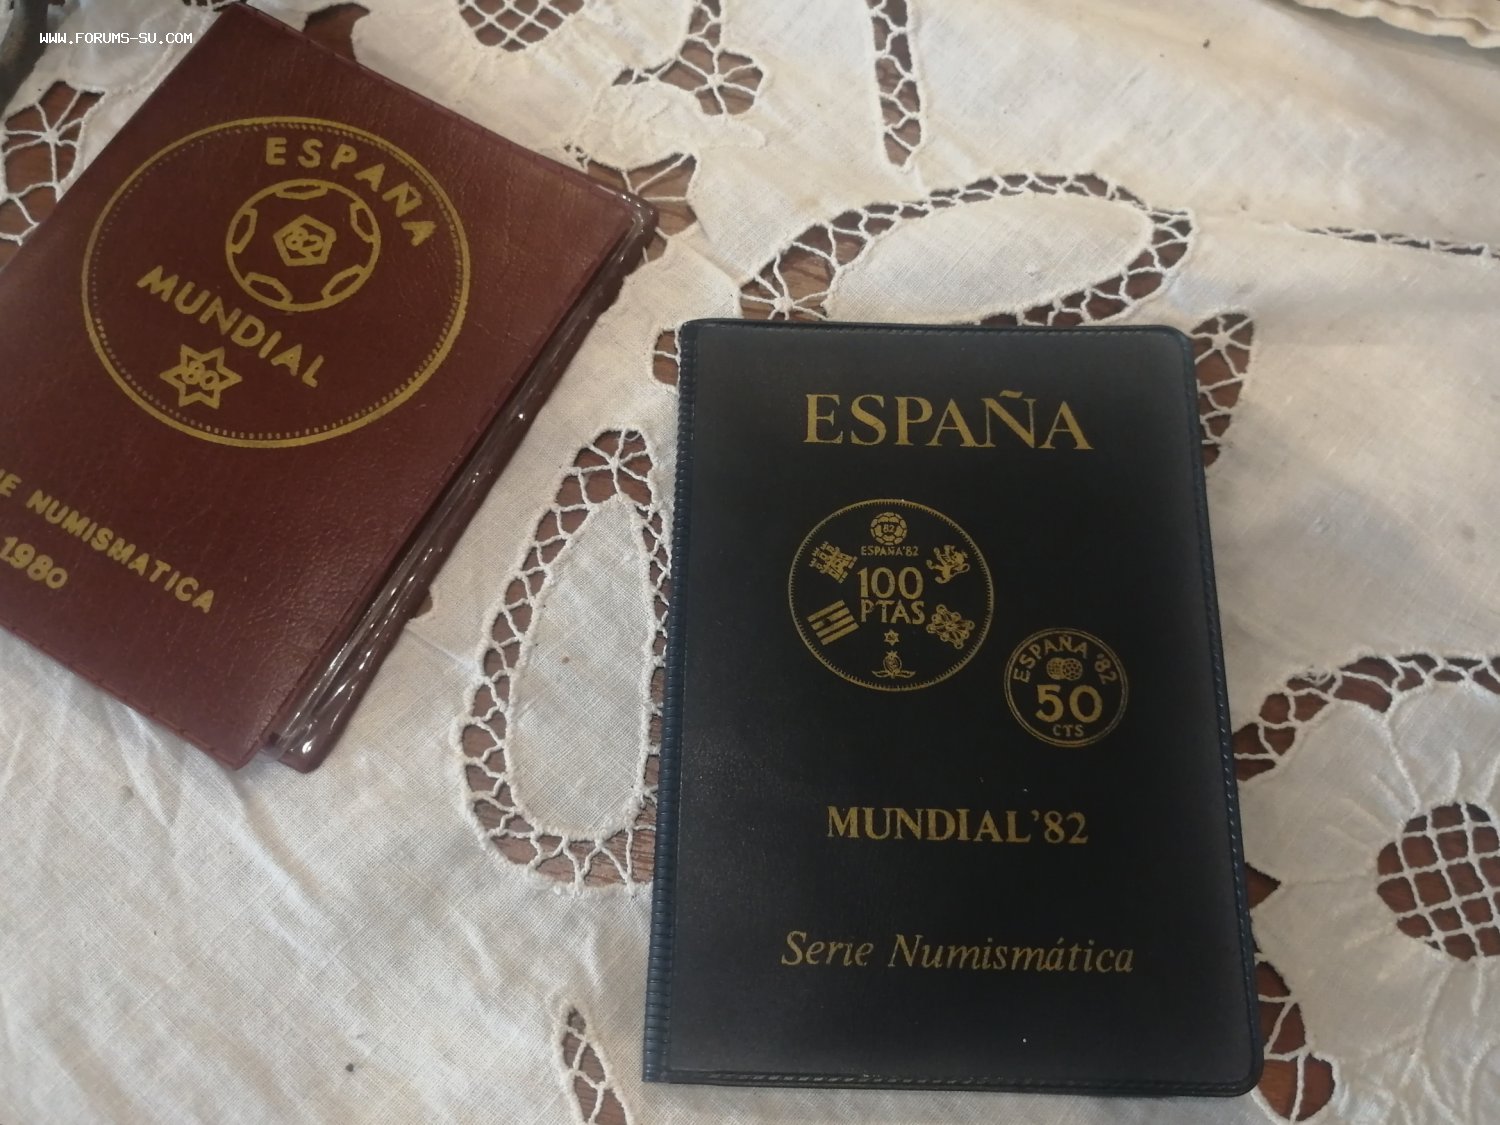 WWW.FORUMS-SU.COM
ESPAÑA
82
MUNDIAL
80
NUMISMATICA
1980
ESPAÑA
82
ESPAÑA'82
100
PTAS
ESPAÑA '82
50
CTS
MUNDIAL'82
Serie Numismática